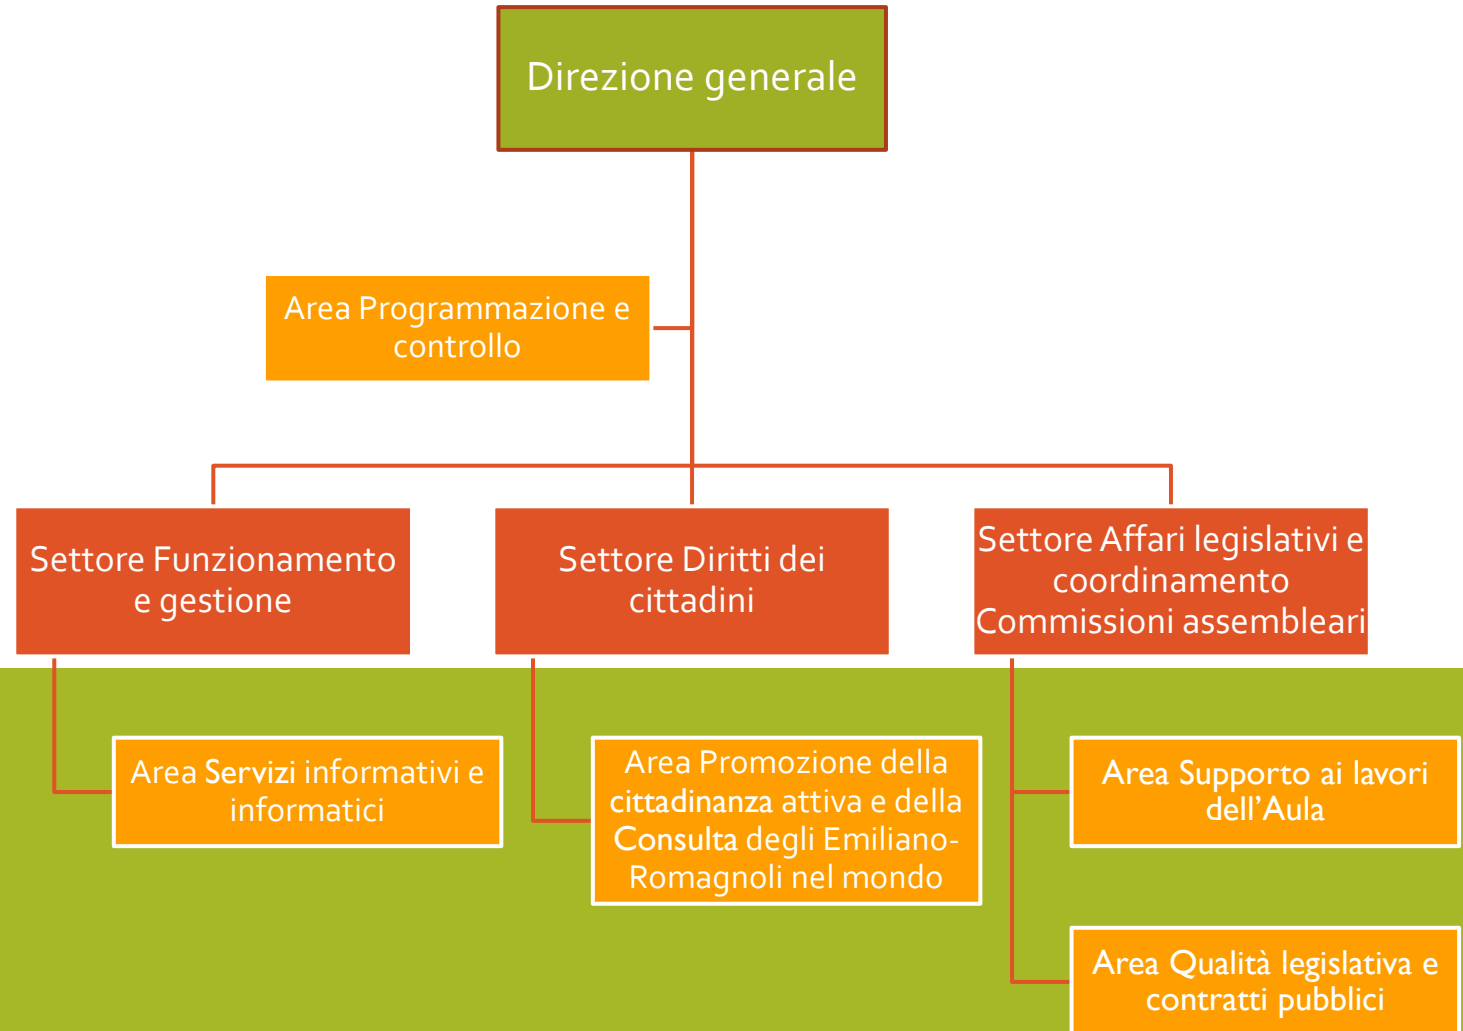 Direzione generale
Area Programmazione e
controllo
Settore Funzionamento
e gestione
Settore Diritti dei
cittadini
Settore Affari legislativi e
coordinamento
Commissioni assembleari
Area Servizi informativi e
informatici
Area Promozione della
cittadinanza attiva e della
Consulta degli Emiliano-
Romagnoli nel mondo
Area Supporto ai lavori
dell’Aula
Area Qualità legislativa e
contratti pubblici